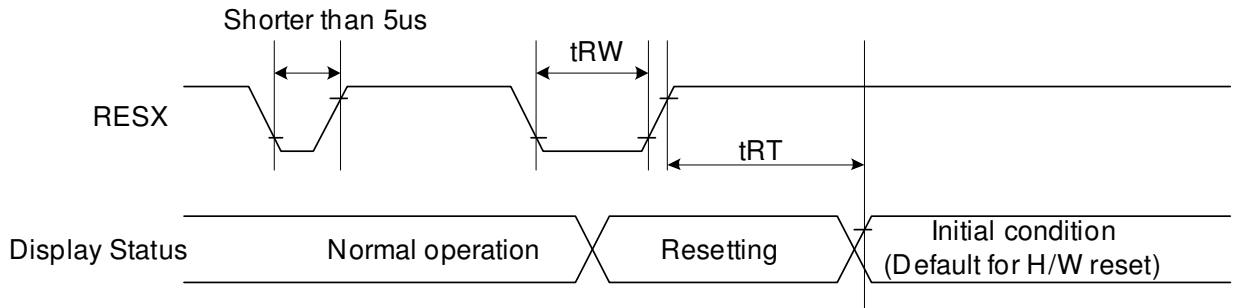 Shorter than 5us
tRW
RESX
tRT
Display Status
Normal operation
Resetting
Initial condition
(Default for H/W reset)